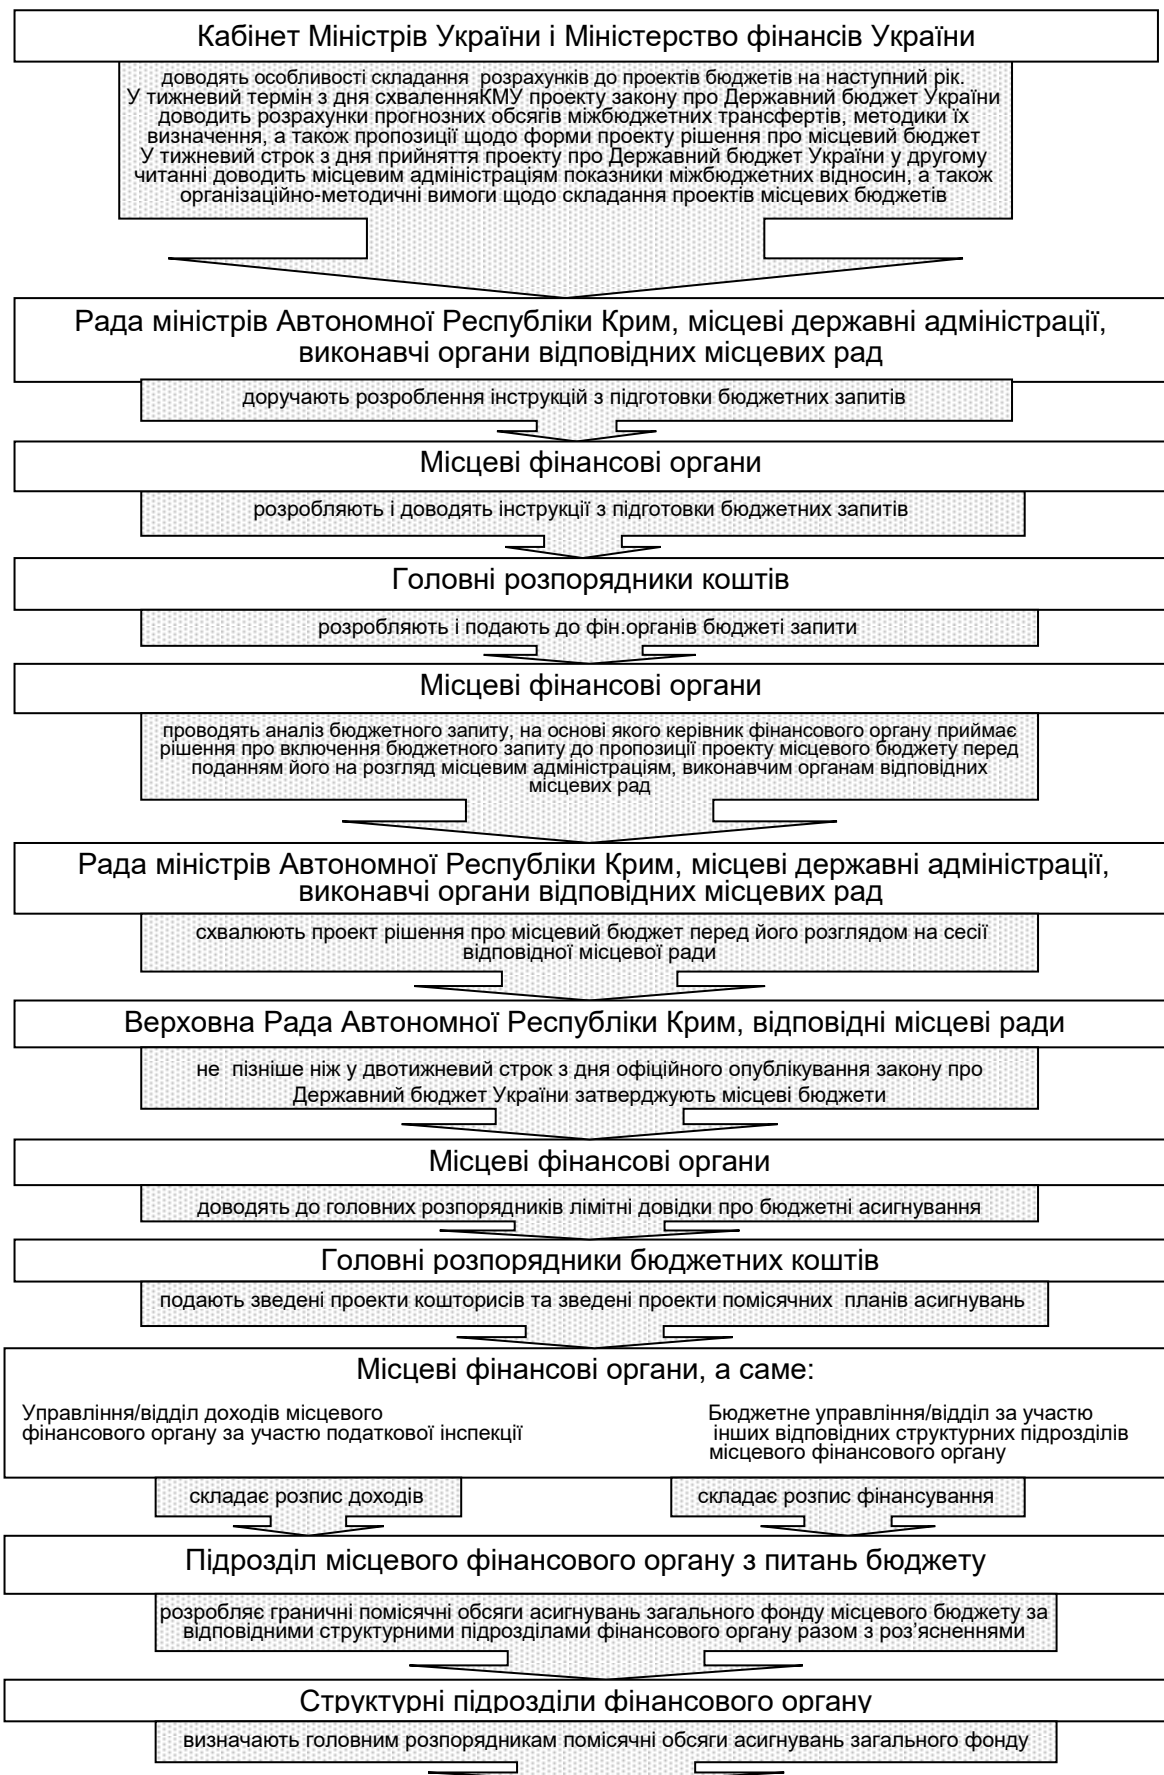 Кабінет Міністрів України і Міністерство фінансів України
доводять особливості складання розрахунків до проектів бюджетів на наступний рік.
У тижневий термін з дня схваленняКМУ проекту закону про Державний бюджет України
доводить розрахунки прогнозних обсягів міжбюджетних трансфертів, методики їх
визначення, а також пропозиції щодо форми проекту рішення про місцевий бюджет
У тижневий строк з дня прийняття проекту про Державний бюджет України у другому
читанні доводить місцевим адміністраціям показники міжбюджетних відносин, а також
організаційно-методичні вимоги щодо складання проектів місцевих бюджетів
Рада міністрів Автономної Республіки Крим, місцеві державні адміністрації,
виконавчі органи відповідних місцевих рад
доручають розроблення інструкцій з підготовки бюджетних запитів
Місцеві фінансові органи
розробляють і доводять інструкції з підготовки бюджетних запитів
Головні розпорядники коштів
розробляють і подають до фін.органів бюджеті запити
Місцеві фінансові органи
проводять аналіз бюджетного запиту, на основі якого керівник фінансового органу приймає
рішення про включення бюджетного запиту до пропозиції проекту місцевого бюджету перед
поданням його на розгляд місцевим адміністраціям, виконавчим органам відповідних
місцевих рад
Рада міністрів Автономної Республіки Крим, місцеві державні адміністрації,
виконавчі органи відповідних місцевих рад
схвалюють проект рішення про місцевий бюджет перед його розглядом на сесії
відповідної місцевої ради
Верховна Рада Автономної Республіки Крим, відповідні місцеві ради
не пізніше ніж у двотижневий строк з дня офіційного опублікування закону про
Державний бюджет України затверджують місцеві бюджети
Місцеві фінансові органи
доводять до головних розпорядників лімітні довідки про бюджетні асигнування
Головні розпорядники бюджетних коштів
подають зведені проекти кошторисів та зведені проекти помісячних планів асигнувань
Місцеві фінансові органи, а саме:
Управління/відділ доходів місцевого
фінансового органу за участю податкової інспекції
Бюджетне управління/відділ за участю
інших відповідних структурних підрозділів
місцевого фінансового органу
складає розпис доходів
складає розпис фінансування
Підрозділ місцевого фінансового органу з питань бюджету
розробляє граничні помісячні обсяги асигнувань загального фонду місцевого бюджету за
відповідними структурними підрозділами фінансового органу разом з роз’ясненнями
Структурні підрозділи фінансового органу
визначають головним розпорядникам помісячні обсяги асигнувань загального фонду